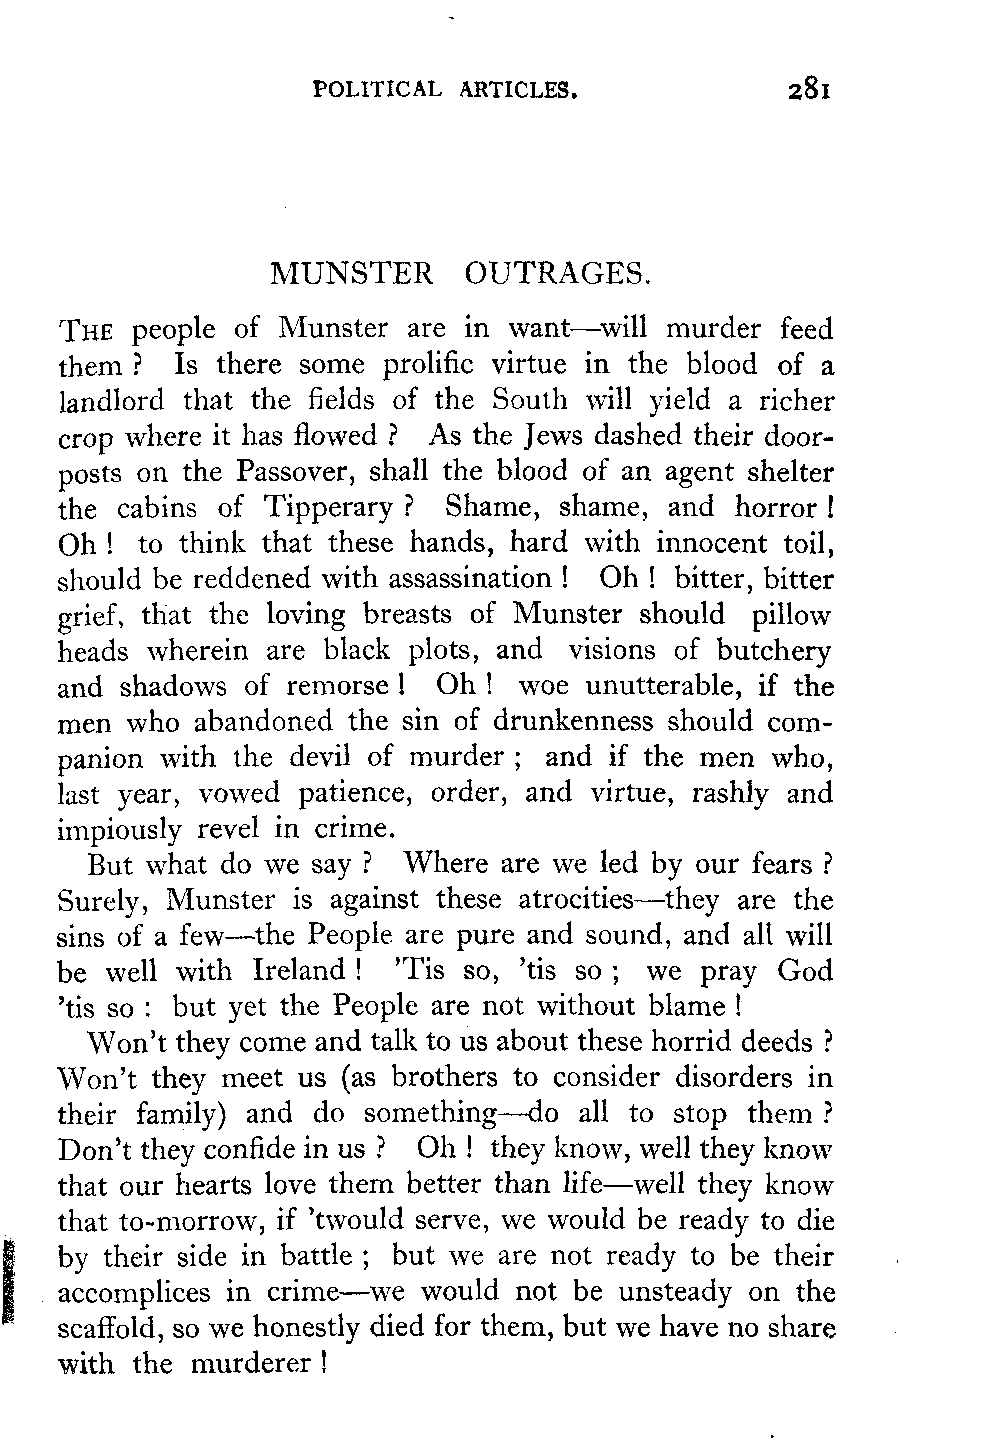 POLITICAL ARTICLES. 281
MUNSTER OUTRAGES.
THE people of Munster are in want—will murder feed
them ? Is there some prolific virtue in the blood of a
landlord that the fields of the South will yield a richer
crop where it has flowed ? As the Jews dashed their door-
posts on the Passover, shall the blood of an agent shelter
the cabins of Tipperary ? Shame, shame, and horror !
Oh ! to think that these hands, hard with innocent toil,
should be reddened with assassination ! Oh ! bitter, bitter
grief, that the loving breasts of Munster should pillow
heads wherein are black plots, and visions of butchery
and shadows of remorse ! Oh ! woe unutterable, if the
men who abandoned the sin of drunkenness should com-
panion with the devil of murder ; and if the men who,
last year, vowed patience, order, and virtue, rashly and
impiously revel in crime.
But what do we say ? Where are we led by our fears ?
Surely, Munster is against these atrocities—they are the
sins of a few—the People are pure and sound, and all will
be well with Ireland ! 'Tis so, 'tis so ; we pray God
'tis so : but yet the People are not without blame !
Won't they come and talk to us about these horrid deeds ?
Won't they meet us (as brothers to consider disorders in
their family) and do something—do all to stop them ?
Don't they confide in us ? Oh ! they know, well they know
that our hearts love them better than life—well they know
that to-morrow, if 'twould serve, we would be ready to die
by their side in battle ; but we are not ready to be their
accomplices in crime—we would not be unsteady on the
scaffold, so we honestly died for them, but we have no share
with the murderer !